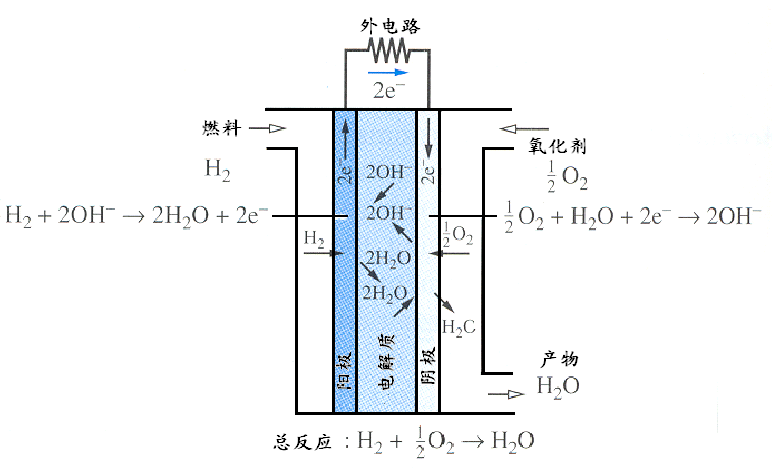 外电路
2e⁻
燃料
氧化剂
H₂
½O₂
2e⁻
2OH⁻
2e⁻
H₂ + 2OH⁻ → 2H₂O + 2e⁻
2OH⁻
½O₂ + H₂O + 2e⁻ → 2OH⁻
H₂
½O₂
2H₂O
2H₂O
H₂C
阳极
电解质
阴极
产物
H₂O
总反应：H₂ + ½O₂ → H₂O